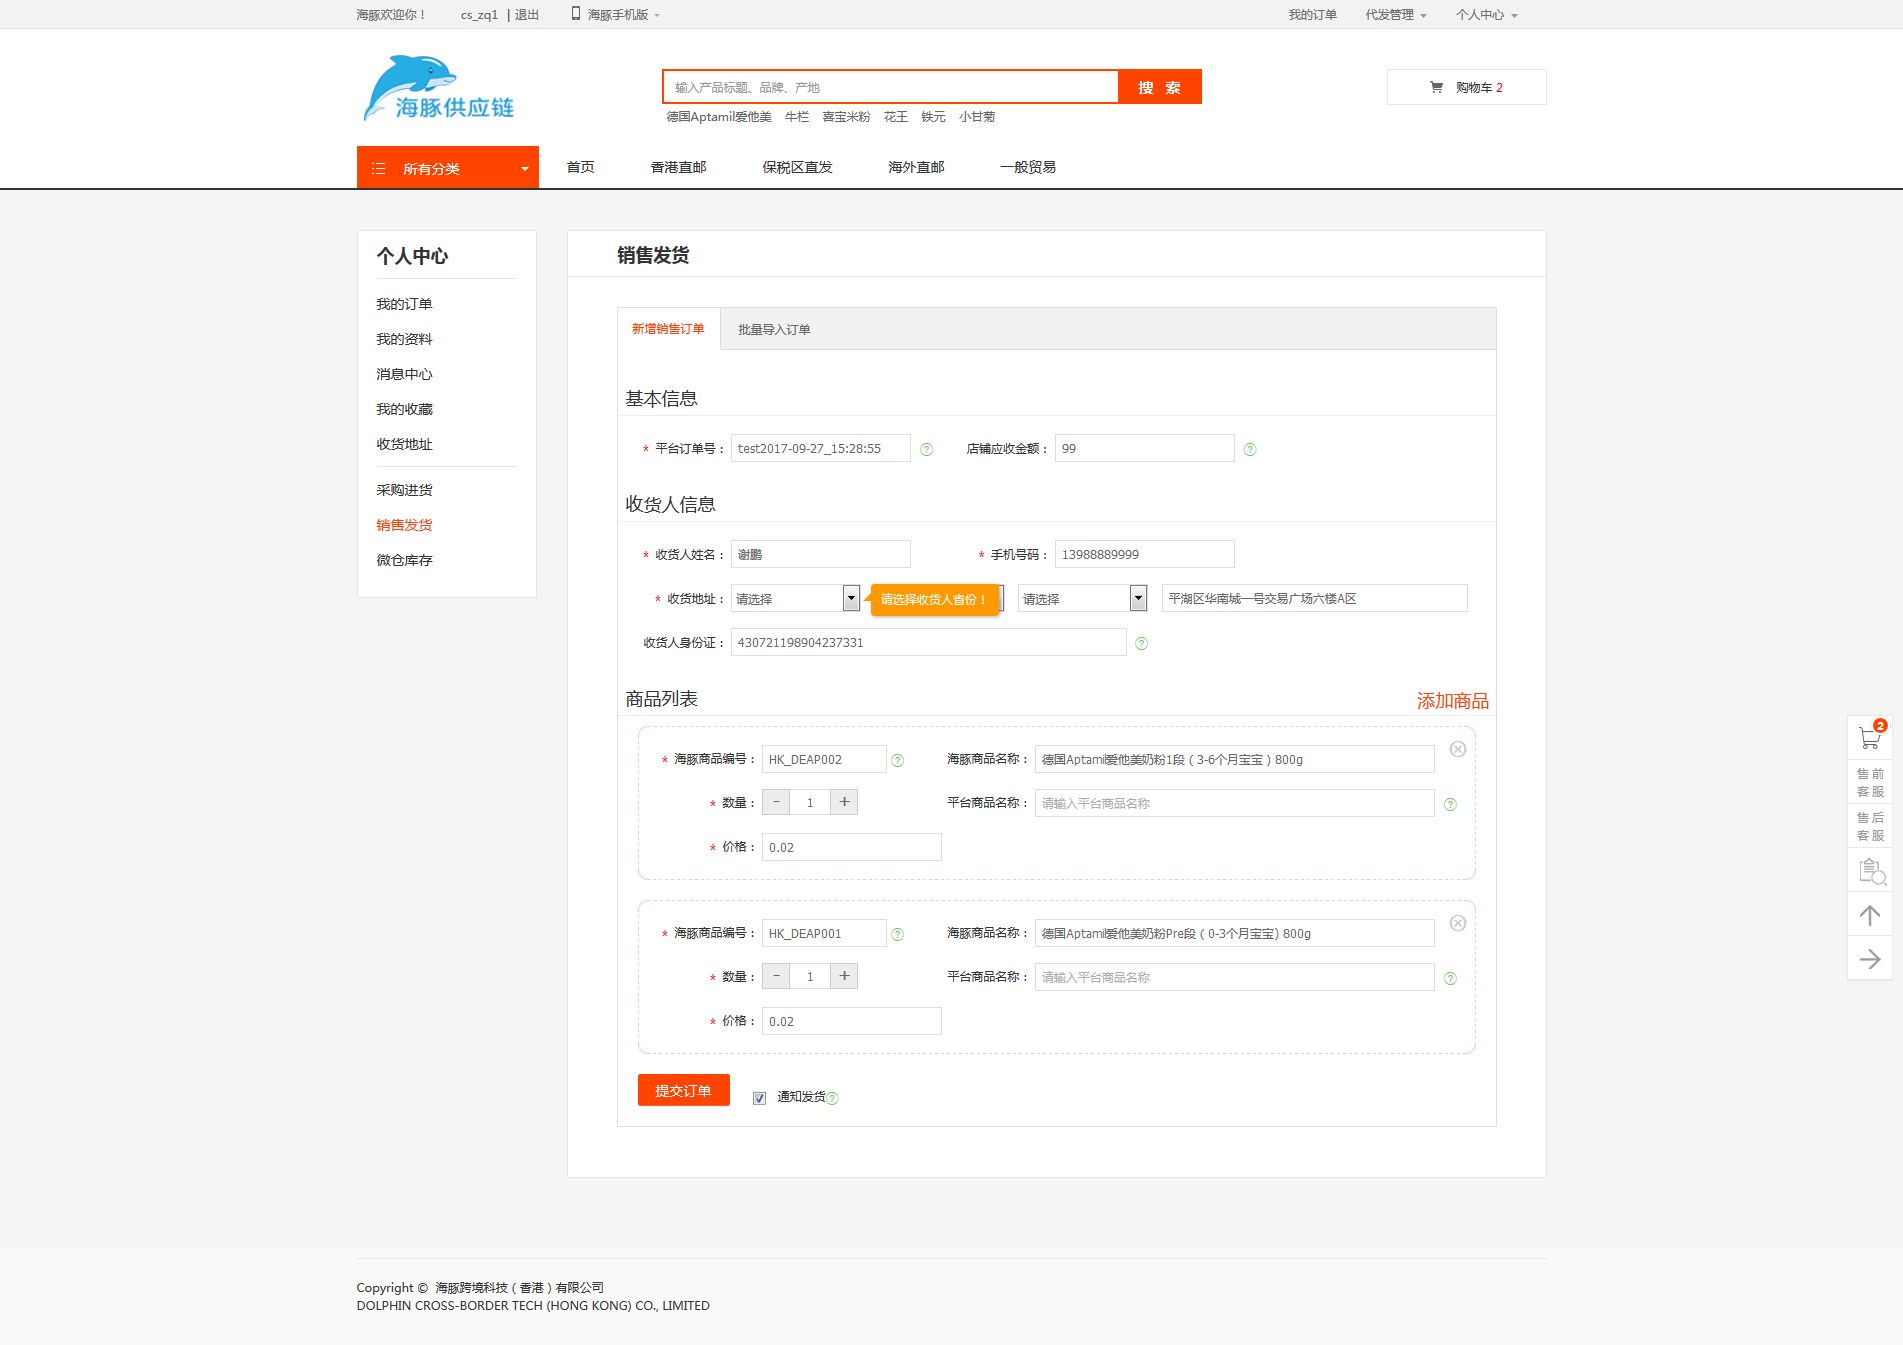 海豚欢迎你！ cs_zq1 | 退出 海豚手机版 我的订单 代发管理 个人中心
海豚供应链
输入产品标题、品牌、产地 搜 索
购物车 2
德国Aptamil爱他美 牛栏 喜宝米粉 花王 铁元 小甘菊
所有分类 首页 香港直邮 保税区直发 海外直邮 一般贸易
个人中心
我的订单
我的资料
消息中心
我的收藏
收货地址
采购进货
销售发货
微仓库存
销售发货
新增销售订单 批量导入订单
基本信息
* 平台订单号： test2017-09-27_15:28:55 ? 店铺应收金额： 99 ?
收货人信息
* 收货人姓名： 谢鹏 * 手机号码： 13988889999
* 收货地址： 请选择 请选择收货人省份！ 请选择 平湖区华南城一号交易广场六楼A区
收货人身份证： 430721198904237331 ?
商品列表 添加商品
* 海豚商品编号： HK_DEAP002 ? 海豚商品名称： 德国Aptamil爱他美奶粉1段（3-6个月宝宝）800g
* 数量： - 1 + 平台商品名称： 请输入平台商品名称 ?
* 价格： 0.02
* 海豚商品编号： HK_DEAP001 ? 海豚商品名称： 德国Aptamil爱他美奶粉Pre段（0-3个月宝宝）800g
* 数量： - 1 + 平台商品名称： 请输入平台商品名称 ?
* 价格： 0.02
提交订单 通知发货 ?
2
售前
客服
售后
客服
Copyright © 海豚跨境科技（香港）有限公司
DOLPHIN CROSS-BORDER TECH (HONG KONG) CO., LIMITED